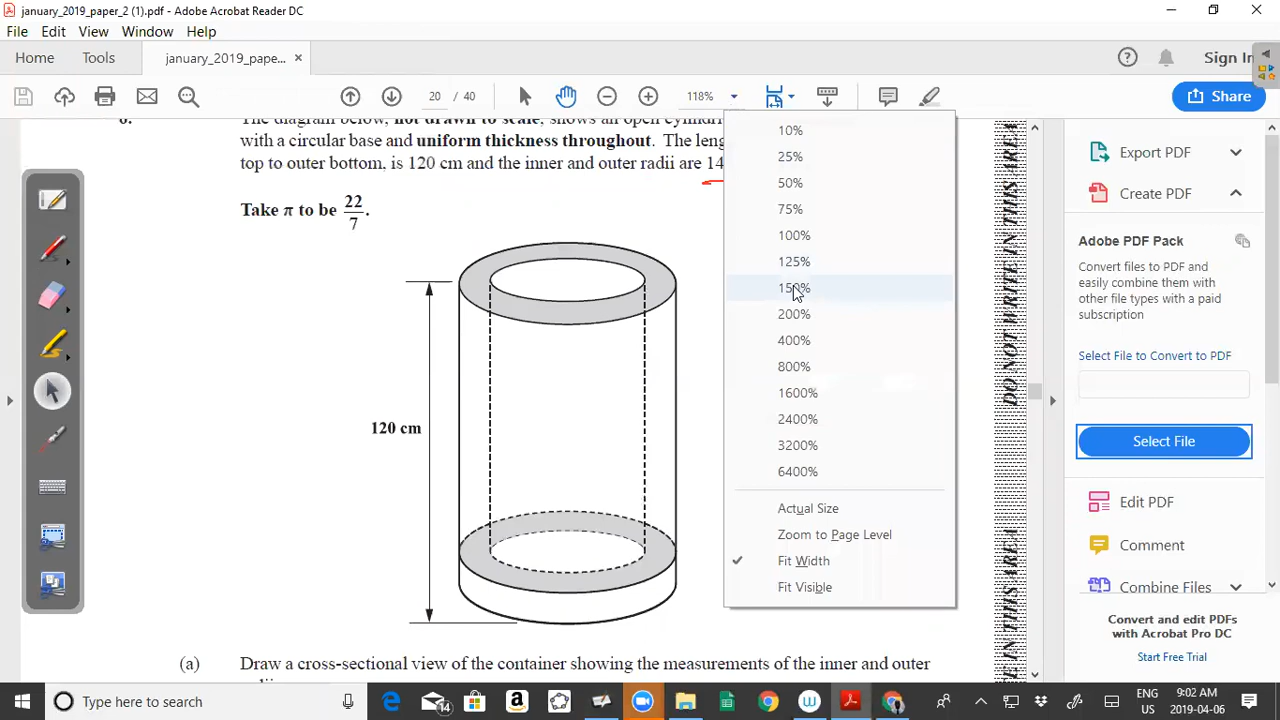 january_2019_paper_2 (1).pdf - Adobe Acrobat Reader DC
File Edit View Window Help
Home Tools january_2019_pape... × Sign In
20 / 40 118% Share
The diagram below, not drawn to scale, shows an open cylindri
with a circular base and uniform thickness throughout. The leng
top to outer bottom, is 120 cm and the inner and outer radii are 14
Take π to be 22/7.
120 cm
(a) Draw a cross-sectional view of the container showing the measurements of the inner and outer
10%
25%
50%
75%
100%
125%
150%
200%
400%
800%
1600%
2400%
3200%
6400%
Actual Size
Zoom to Page Level
Fit Width
Fit Visible
Export PDF
Create PDF
Adobe PDF Pack
Convert files to PDF and
easily combine them with
other file types with a paid
subscription
Select File to Convert to PDF
Select File
Edit PDF
Comment
Combine Files
Convert and edit PDFs
with Acrobat Pro DC
Start Free Trial
Type here to search
14
ENG
US
9:02 AM
2019-04-06